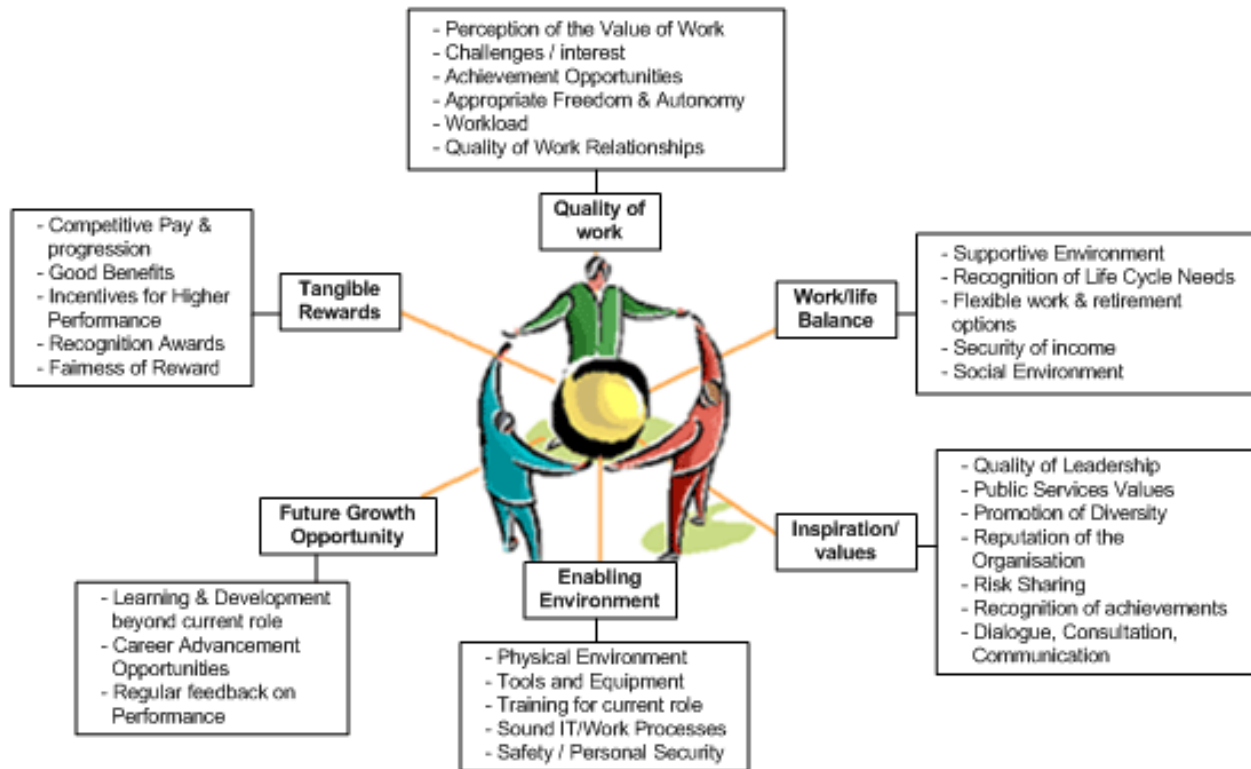 - Perception of the Value of Work
- Challenges / interest
- Achievement Opportunities
- Appropriate Freedom & Autonomy
- Workload
- Quality of Work Relationships
Quality of
work
- Competitive Pay &
progression
- Good Benefits
- Incentives for Higher
Performance
- Recognition Awards
- Fairness of Reward
Tangible
Rewards
Work/life
Balance
- Supportive Environment
- Recognition of Life Cycle Needs
- Flexible work & retirement
options
- Security of income
- Social Environment
Future Growth
Opportunity
- Learning & Development
beyond current role
- Career Advancement
Opportunities
- Regular feedback on
Performance
Enabling
Environment
- Physical Environment
- Tools and Equipment
- Training for current role
- Sound IT/Work Processes
- Safety / Personal Security
Inspiration/
values
- Quality of Leadership
- Public Services Values
- Promotion of Diversity
- Reputation of the
Organisation
- Risk Sharing
- Recognition of achievements
- Dialogue, Consultation,
Communication